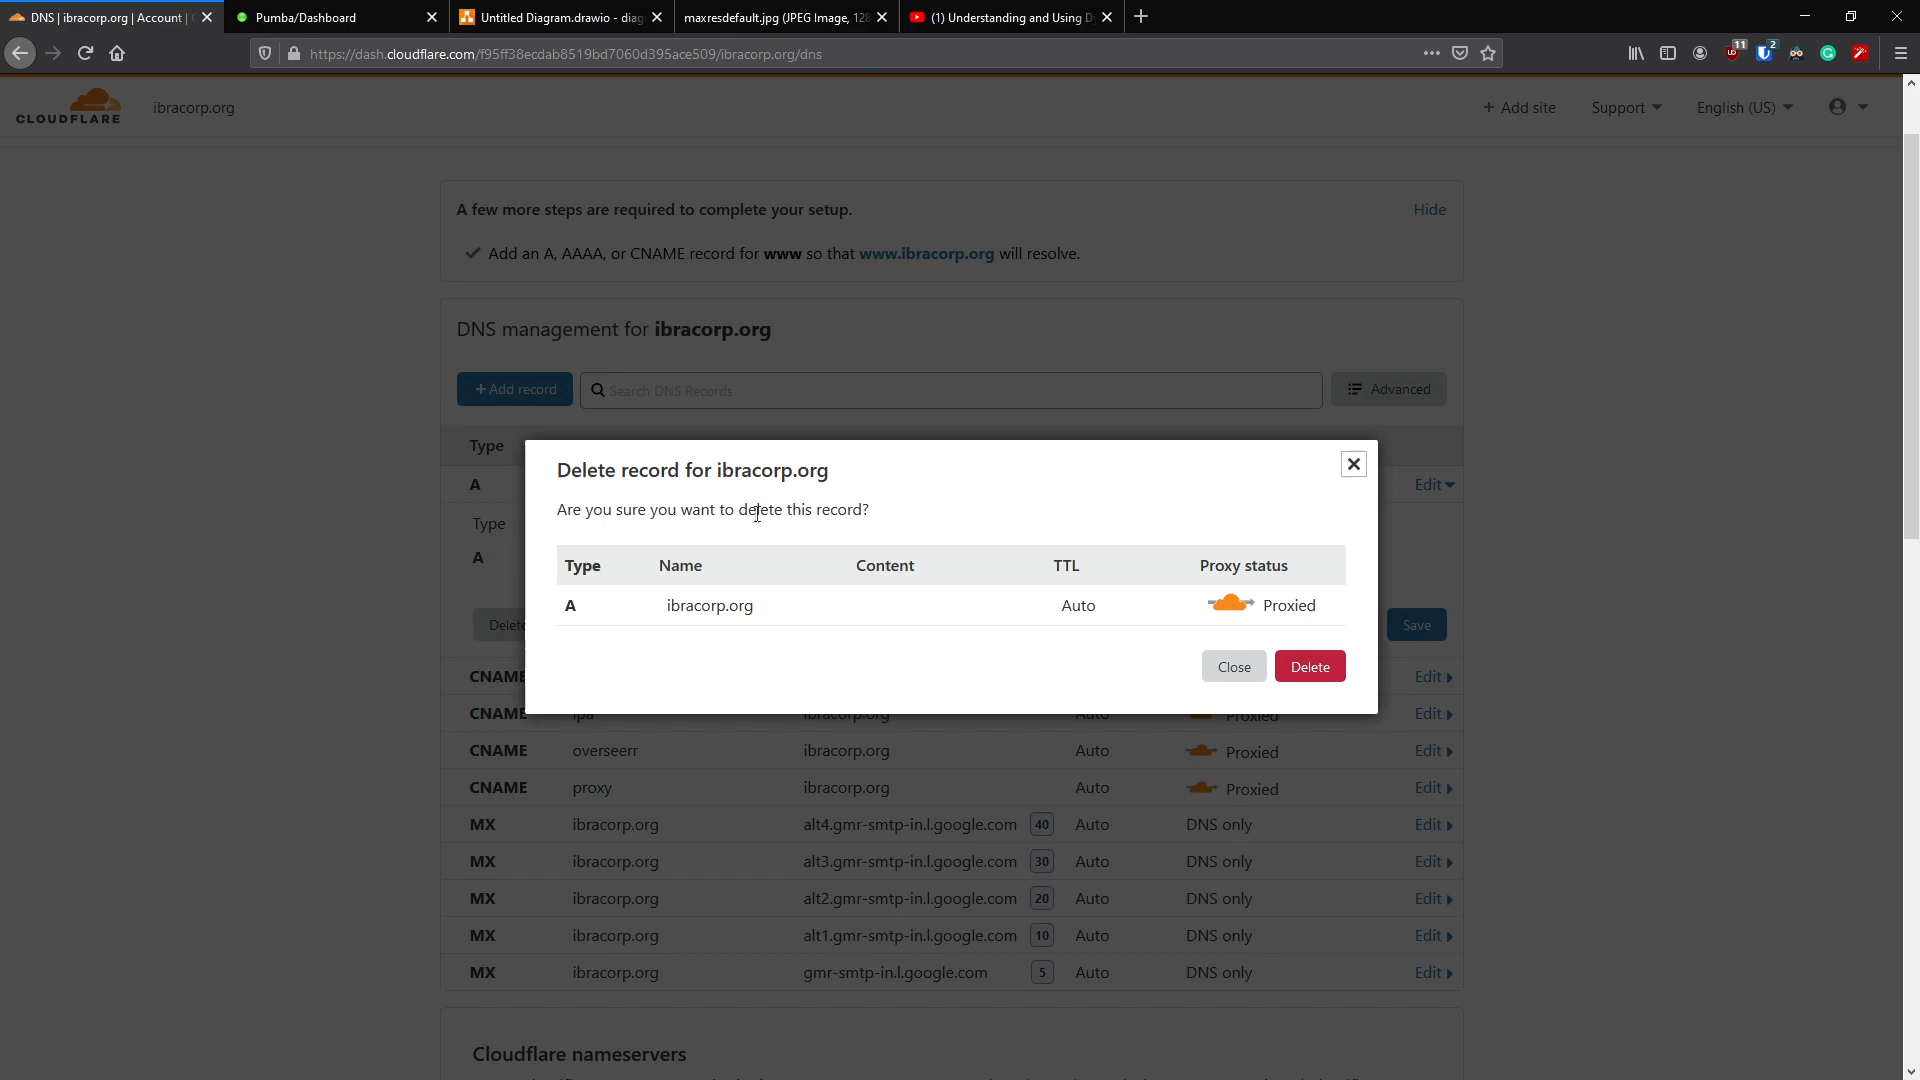 DNS | ibracorp.org | Account |
Pumba/Dashboard
Untitled Diagram.drawio - diag
maxresdefault.jpg (JPEG Image, 128
(1) Understanding and Using D
https://dash.cloudflare.com/f95ff38ecdab8519bd7060d395ace509/ibracorp.org/dns
11
2
CLOUDFLARE
ibracorp.org
+ Add site
Support
English (US)
A few more steps are required to complete your setup.
Hide
Add an A, AAAA, or CNAME record for www so that www.ibracorp.org will resolve.
DNS management for ibracorp.org
+ Add record
Search DNS Records
Advanced
Type
A
Edit
Type
A
Delete
Save
Delete record for ibracorp.org
Are you sure you want to delete this record?
Type Name Content TTL Proxy status
A ibracorp.org Auto Proxied
Close
Delete
CNAME Edit
CNAME ipa ibracorp.org Auto Proxied Edit
CNAME overseerr ibracorp.org Auto Proxied Edit
CNAME proxy ibracorp.org Auto Proxied Edit
MX ibracorp.org alt4.gmr-smtp-in.l.google.com 40 Auto DNS only Edit
MX ibracorp.org alt3.gmr-smtp-in.l.google.com 30 Auto DNS only Edit
MX ibracorp.org alt2.gmr-smtp-in.l.google.com 20 Auto DNS only Edit
MX ibracorp.org alt1.gmr-smtp-in.l.google.com 10 Auto DNS only Edit
MX ibracorp.org gmr-smtp-in.l.google.com 5 Auto DNS only Edit
Cloudflare nameservers